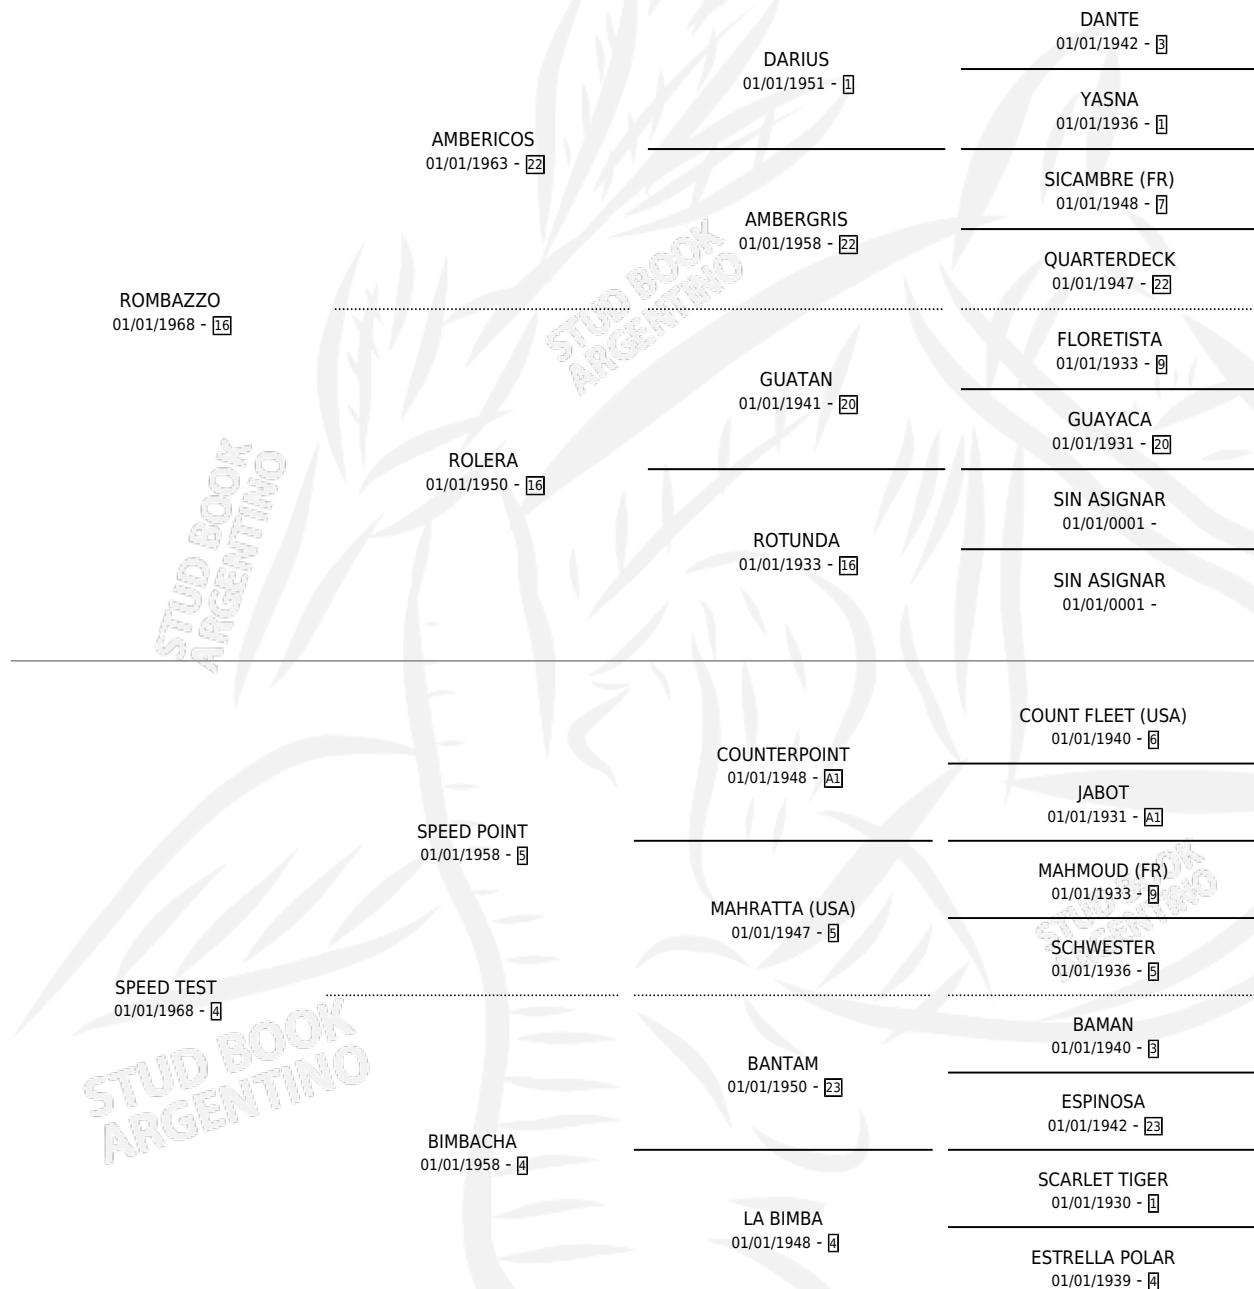 DANTE
01/01/1942 - 3
DARIUS
01/01/1951 - 1
YASNA
01/01/1936 - 1
AMBERICOS
01/01/1963 - 22
SICAMBRE (FR)
01/01/1948 - 7
AMBERGRIS
01/01/1958 - 22
QUARTERDECK
01/01/1947 - 22
ROMBAZZO
01/01/1968 - 16
FLORETISTA
01/01/1933 - 9
GUATAN
01/01/1941 - 20
GUAYACA
01/01/1931 - 20
ROLERA
01/01/1950 - 16
SIN ASIGNAR
01/01/0001 -
ROTUNDA
01/01/1933 - 16
SIN ASIGNAR
01/01/0001 -
COUNT FLEET (USA)
01/01/1940 - 6
COUNTERPOINT
01/01/1948 - A1
JABOT
01/01/1931 - A1
SPEED POINT
01/01/1958 - 5
MAHMOUD (FR)
01/01/1933 - 9
MAHRATTA (USA)
01/01/1947 - 5
SCHWESTER
01/01/1936 - 5
SPEED TEST
01/01/1968 - 4
BAMAN
01/01/1940 - 3
BANTAM
01/01/1950 - 23
ESPINOSA
01/01/1942 - 23
BIMBACHA
01/01/1958 - 4
SCARLET TIGER
01/01/1930 - 1
LA BIMBA
01/01/1948 - 4
ESTRELLA POLAR
01/01/1939 - 4
STUD BOOK
ARGENTINO
STUD BOOK
ARGENTINO
STUD BOOK
ARGENTINO
STUD BOOK
ARGENTINO